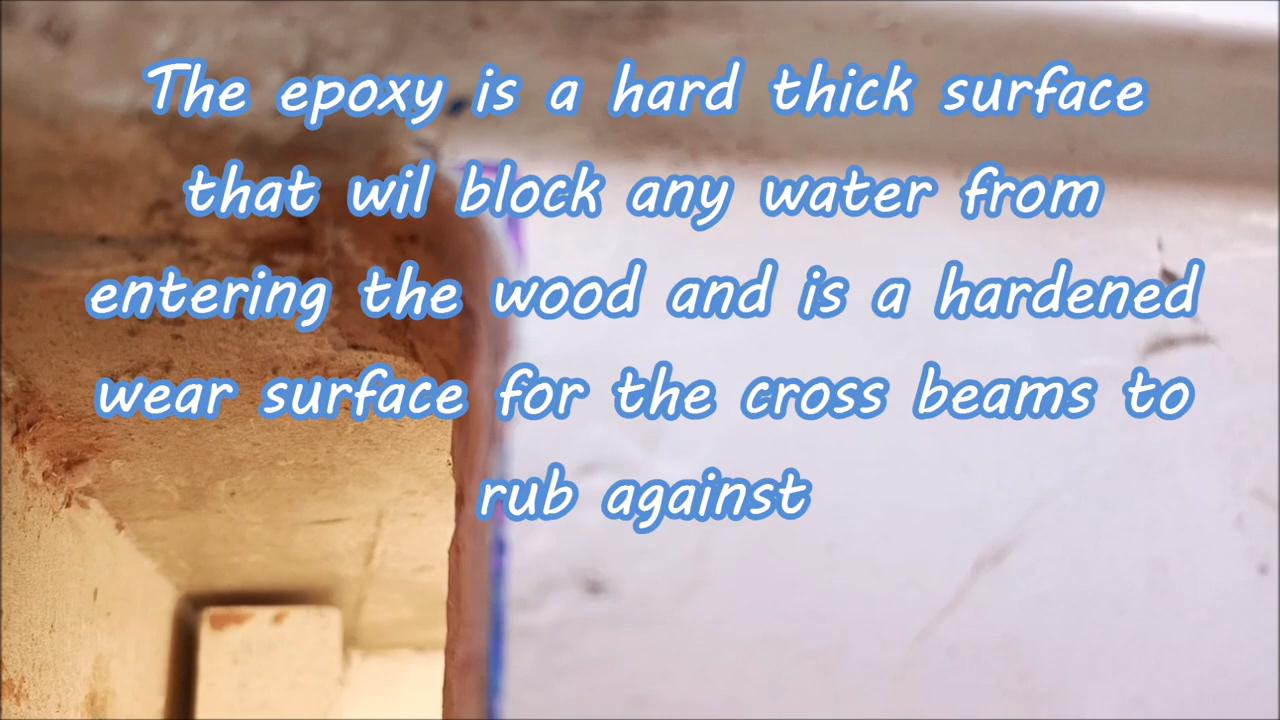 The epoxy is a hard thick surface
that wil block any water from
entering the wood and is a hardened
wear surface for the cross beams to
rub against